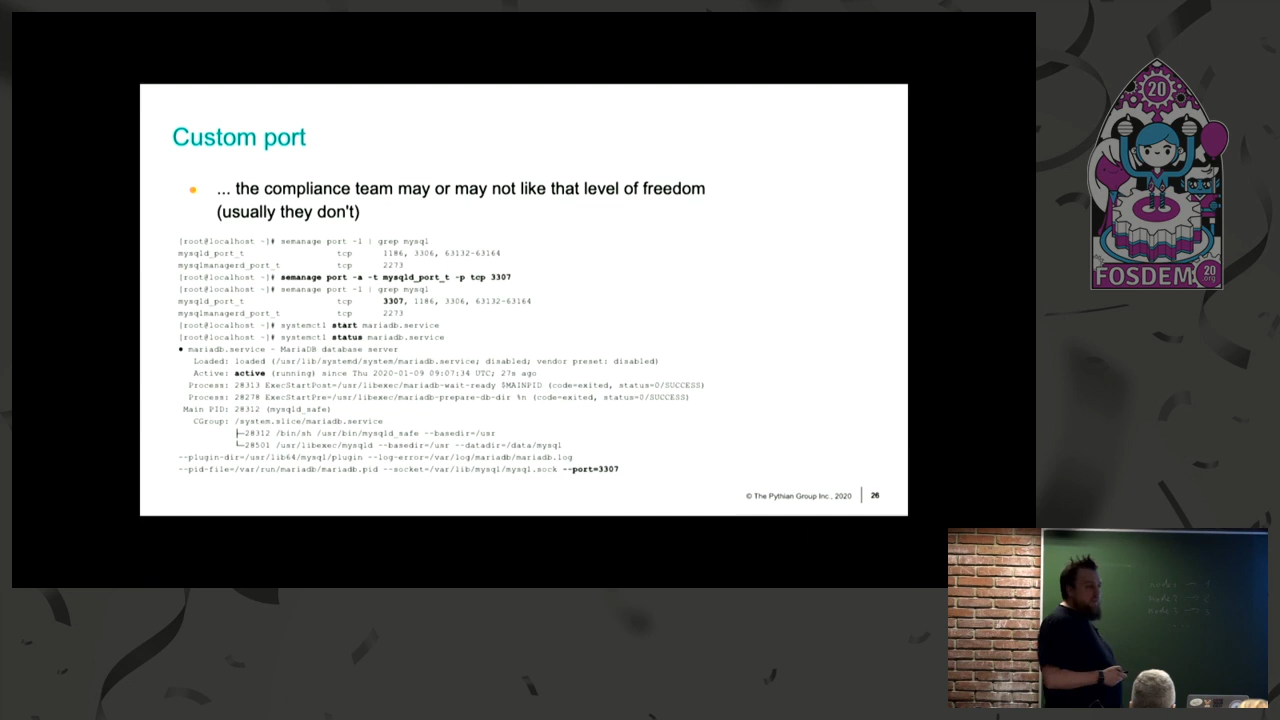 Custom port
... the compliance team may or may not like that level of freedom
(usually they don't)
[root@localhost ~]# semanage port -l | grep mysql
mysqld_port_t tcp 1186, 3306, 63132-63164
mysqlmanagerd_port_t tcp 2273
[root@localhost ~]# semanage port -a -t mysqld_port_t -p tcp 3307
[root@localhost ~]# semanage port -l | grep mysql
mysqld_port_t tcp 3307, 1186, 3306, 63132-63164
mysqlmanagerd_port_t tcp 2273
[root@localhost ~]# systemctl start mariadb.service
[root@localhost ~]# systemctl status mariadb.service
● mariadb.service - MariaDB database server
Loaded: loaded (/usr/lib/systemd/system/mariadb.service; disabled; vendor preset: disabled)
Active: active (running) since Thu 2020-01-09 09:07:34 UTC; 27s ago
Process: 28313 ExecStartPost=/usr/libexec/mariadb-wait-ready $MAINPID (code=exited, status=0/SUCCESS)
Process: 28278 ExecStartPre=/usr/libexec/mariadb-prepare-db-dir %n (code=exited, status=0/SUCCESS)
Main PID: 28312 (mysqld_safe)
CGroup: /system.slice/mariadb.service
├─28312 /bin/sh /usr/bin/mysqld_safe --basedir=/usr
└─28501 /usr/libexec/mysqld --basedir=/usr --datadir=/data/mysql
--plugin-dir=/usr/lib64/mysql/plugin --log-error=/var/log/mariadb/mariadb.log
--pid-file=/var/run/mariadb/mariadb.pid --socket=/var/lib/mysql/mysql.sock --port=3307
© The Pythian Group Inc., 2020
26
20
FOSDEM
20
.org